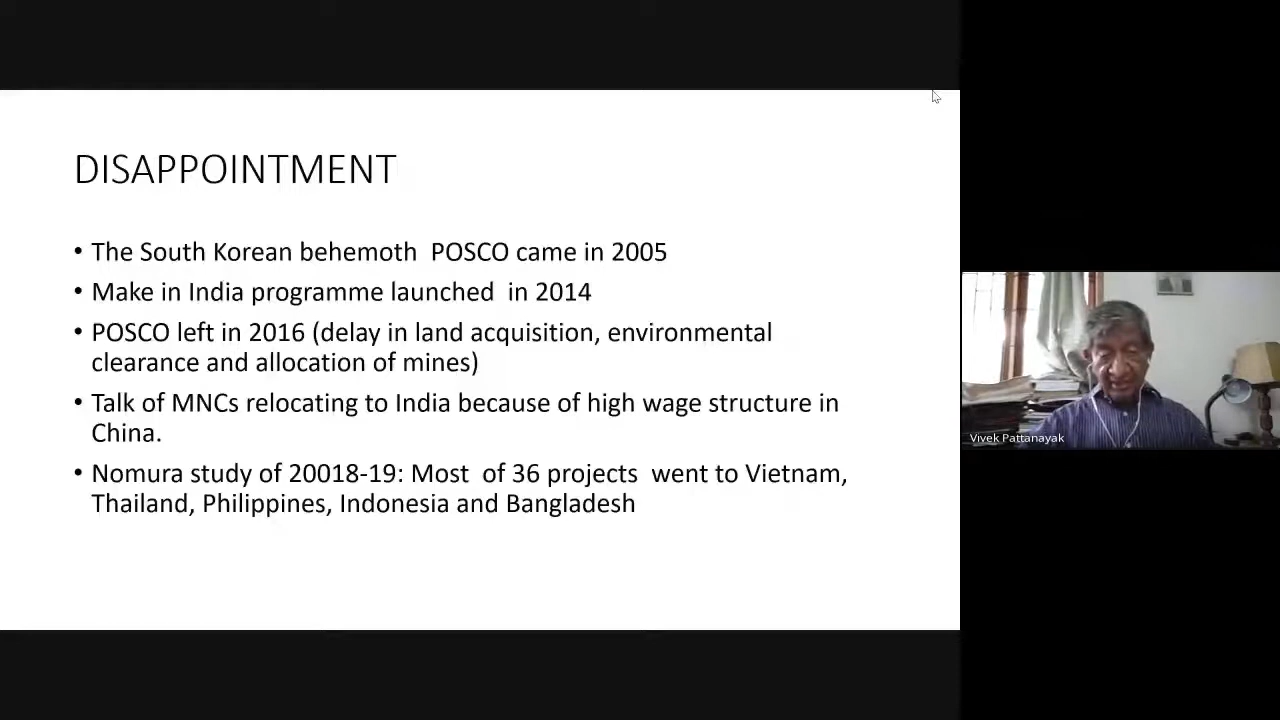 DISAPPOINTMENT
• The South Korean behemoth  POSCO came in 2005
• Make in India programme launched  in 2014
• POSCO left in 2016 (delay in land acquisition, environmental
clearance and allocation of mines)
• Talk of MNCs relocating to India because of high wage structure in
China.
• Nomura study of 20018-19: Most  of 36 projects  went to Vietnam,
Thailand, Philippines, Indonesia and Bangladesh
Vivek Pattanayak